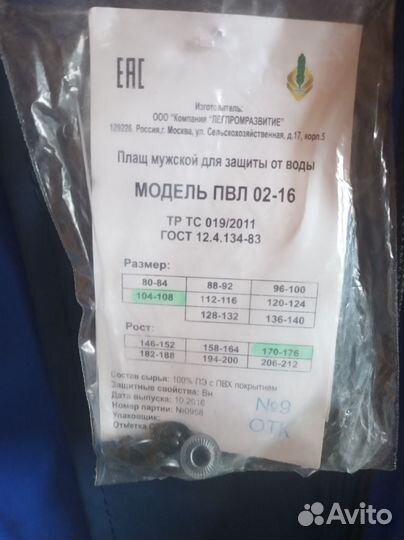 ЕАС
Изготовитель:
ООО "Компания "ЛЕГПРОМРАЗВИТИЕ"
129226, Россия,г. Москва, ул. Сельскохозяйственная, д.17, корп.5
Плащ мужской для защиты от воды
МОДЕЛЬ ПВЛ 02-16
ТР ТС 019/2011
ГОСТ 12.4.134-83
Размер:
80-84 88-92 96-100
104-108 112-116 120-124
128-132 136-140
Рост:
146-152 158-164 170-176
182-188 194-200 206-212
Состав сырья: 100% ПЭ с ПВХ покрытием
Защитные свойства: Вн
Дата выпуска: 10.2016
Номер партии: №0968
Упаковщик:
Отметка
№9
ОТК
Avito